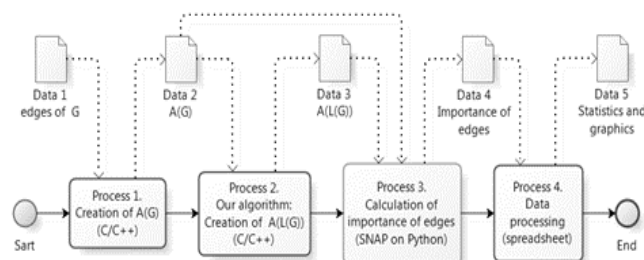 Data 1
edges of G
Data 2
A(G)
Data 3
A(L(G))
Data 4
Importance of
edges
Data 5
Statistics and
graphics
Sart
Process 1.
Creation of A(G)
(C/C++)
Process 2.
Our algorithm:
Creation of A(L(G))
(C/C++)
Process 3.
Calculation of
importance of edges
(SNAP on Python)
Process 4.
Data
processing
(spreadsheet)
End